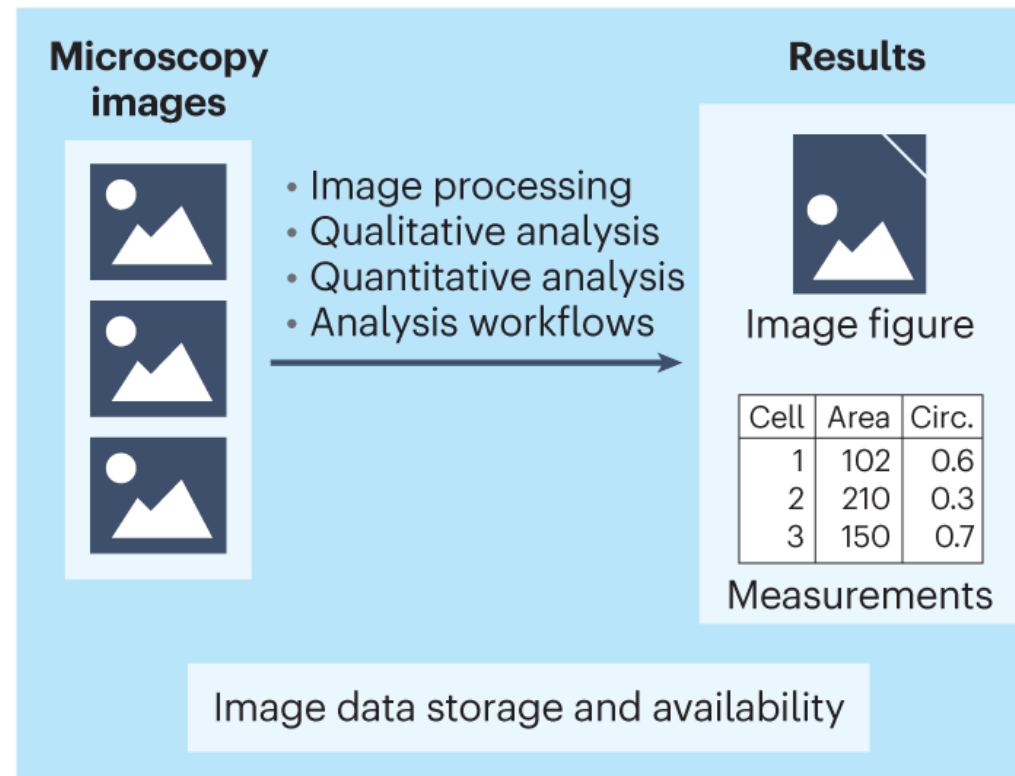 Microscopy
images
Results
• Image processing
• Qualitative analysis
• Quantitative analysis
• Analysis workflows
Image figure
Cell Area Circ.
1 102 0.6
2 210 0.3
3 150 0.7
Measurements
Image data storage and availability